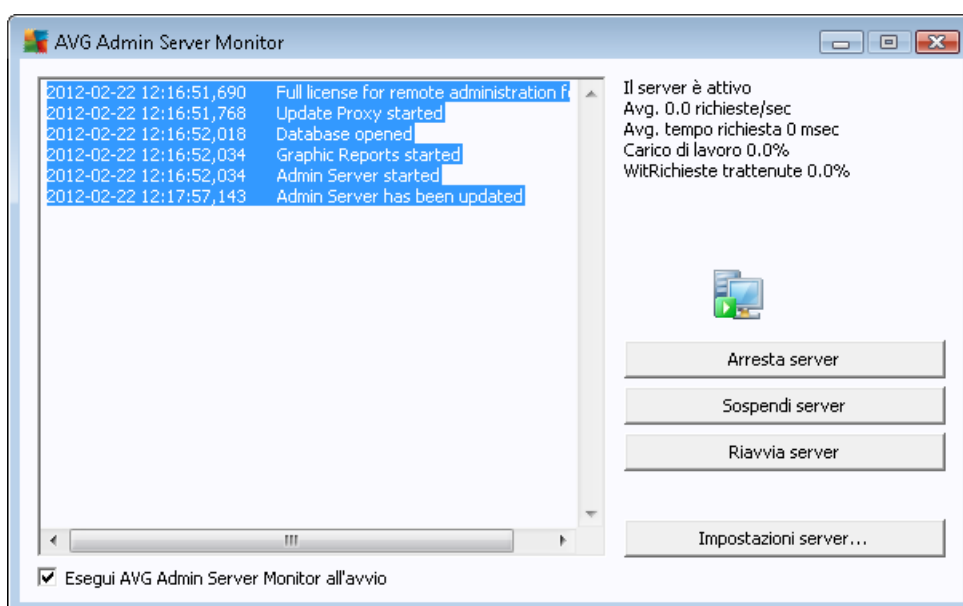 AVG Admin Server Monitor
2012-02-22 12:16:51,690 Full license for remote administration
2012-02-22 12:16:51,768 Update Proxy started
2012-02-22 12:16:52,018 Database opened
2012-02-22 12:16:52,034 Graphic Reports started
2012-02-22 12:16:52,034 Admin Server started
2012-02-22 12:17:57,143 Admin Server has been updated
Il server è attivo
Avg. 0.0 richieste/sec
Avg. tempo richiesta 0 msec
Carico di lavoro 0.0%
WitRichieste trattenute 0.0%
Arresta server
Sospendi server
Riavvia server
Impostazioni server...
Esegui AVG Admin Server Monitor all'avvio